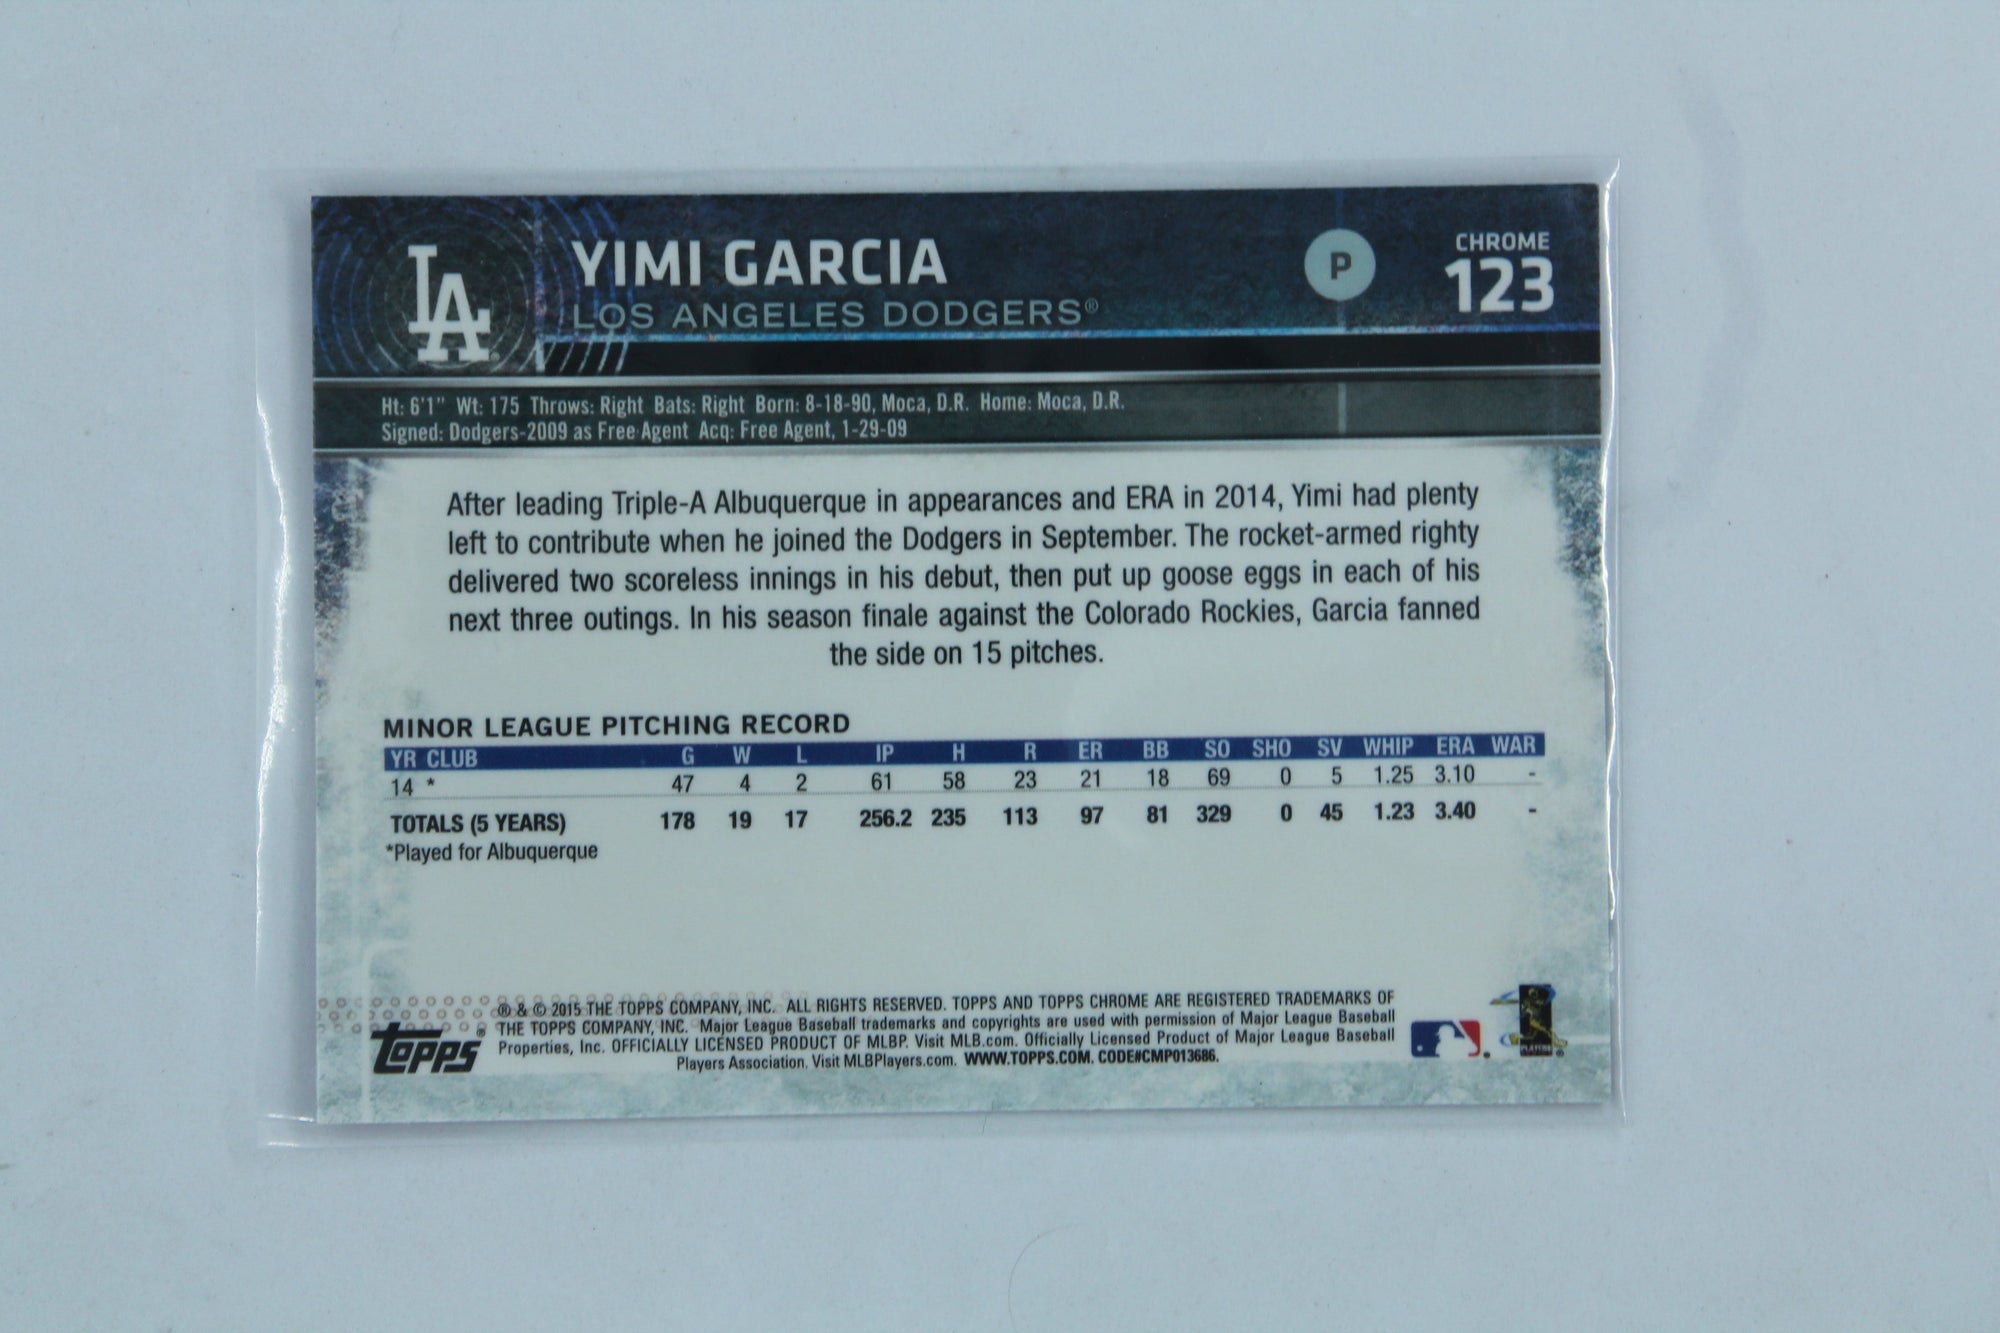 LA
YIMI GARCIA
LOS ANGELES DODGERS®
P
CHROME
123
Ht: 6'1" Wt: 175 Throws: Right Bats: Right Born: 8-18-90, Moca, D.R. Home: Moca, D.R.
Signed: Dodgers-2009 as Free Agent Acq: Free Agent, 1-29-09
After leading Triple-A Albuquerque in appearances and ERA in 2014, Yimi had plenty
left to contribute when he joined the Dodgers in September. The rocket-armed righty
delivered two scoreless innings in his debut, then put up goose eggs in each of his
next three outings. In his season finale against the Colorado Rockies, Garcia fanned
the side on 15 pitches.
MINOR LEAGUE PITCHING RECORD
YR CLUB G W L IP H R ER BB SO SHO SV WHIP ERA WAR
14 * 47 4 2 61 58 23 21 18 69 0 5 1.25 3.10 -
TOTALS (5 YEARS) 178 19 17 256.2 235 113 97 81 329 0 45 1.23 3.40 -
*Played for Albuquerque
® & © 2015 THE TOPPS COMPANY, INC. ALL RIGHTS RESERVED. TOPPS AND TOPPS CHROME ARE REGISTERED TRADEMARKS OF
THE TOPPS COMPANY, INC. Major League Baseball trademarks and copyrights are used with permission of Major League Baseball
Properties, Inc. OFFICIALLY LICENSED PRODUCT OF MLBP. Visit MLB.com. Officially Licensed Product of Major League Baseball
Players Association. Visit MLBPlayers.com. WWW.TOPPS.COM. CODE#CMP013686.
Topps®
PLAYERS